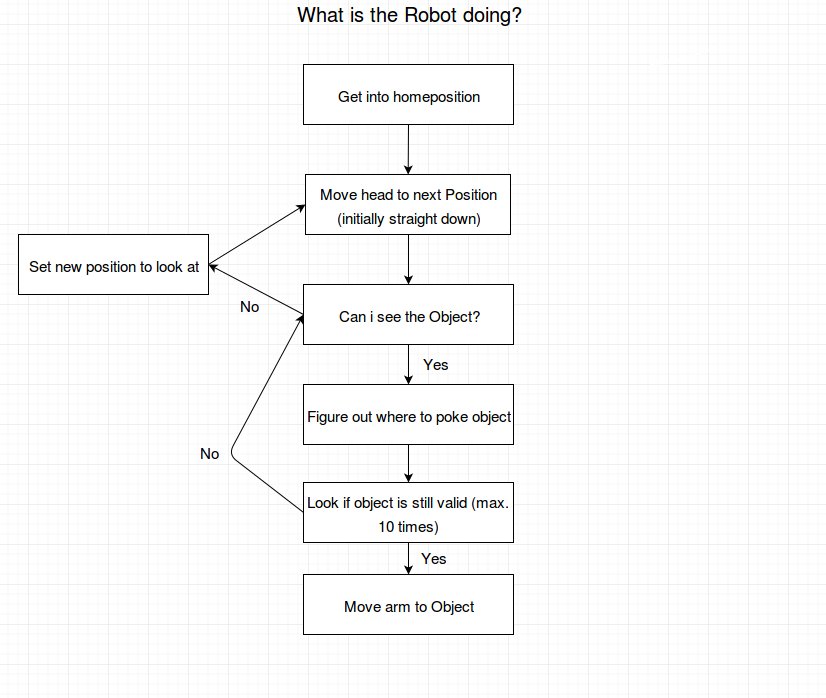 What is the Robot doing?
Get into homeposition
Move head to next Position
(initially straight down)
Set new position to look at
No
Can i see the Object?
Yes
Figure out where to poke object
No
Look if object is still valid (max.
10 times)
Yes
Move arm to Object